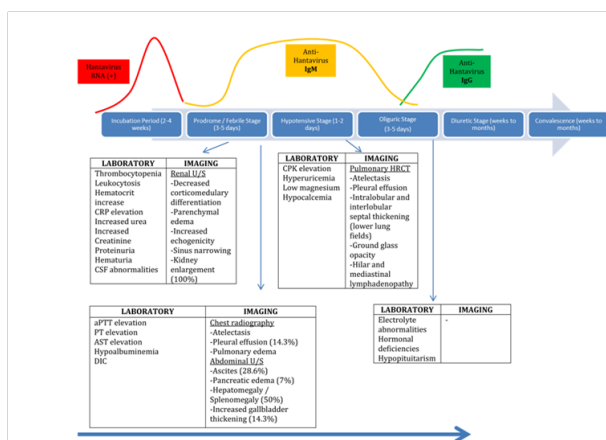 Hantavirus
RNA (+)
Anti-
Hantavirus
IgM
Anti-
Hantavirus
IgG
Incubation Period (2-4
weeks)
Prodrome / Febrile Stage
(3-5 days)
Hypotensive Stage (1-2
days)
Oliguric Stage
(3-5 days)
Diuretic Stage (weeks to
months)
Convalescence (weeks to
months)
LABORATORY
Thrombocytopenia
Leukocytosis
Hematocrit
increase
CRP elevation
Increased urea
Increased
Creatinine
Proteinuria
Hematuria
CSF abnormalities
IMAGING
Renal U/S
-Decreased
corticomedulary
differentiation
-Parenchymal
edema
-Increased
echogenicity
-Sinus narrowing
-Kidney
enlargement
(100%)
LABORATORY
CPK elevation
Hyperuricemia
Low magnesium
Hypocalcemia
IMAGING
Pulmonary HRCT
-Atelectasis
-Pleural effusion
-Intralobular and
interlobular
septal thickening
(lower lung
fields)
-Ground glass
opacity
-Hilar and
mediastinal
lymphadenopathy
LABORATORY
aPTT elevation
PT elevation
AST elevation
Hypoalbuminemia
DIC
IMAGING
Chest radiography
-Atelectasis
-Pleural effusion (14.3%)
-Pulmonary edema
Abdominal U/S
-Ascites (28.6%)
-Pancreatic edema (7%)
-Hepatomegaly /
Splenomegaly (50%)
-Increased gallbladder
thickening (14.3%)
LABORATORY
Electrolyte
abnormalities
Hormonal
deficiencies
Hypopituitarism
IMAGING
-